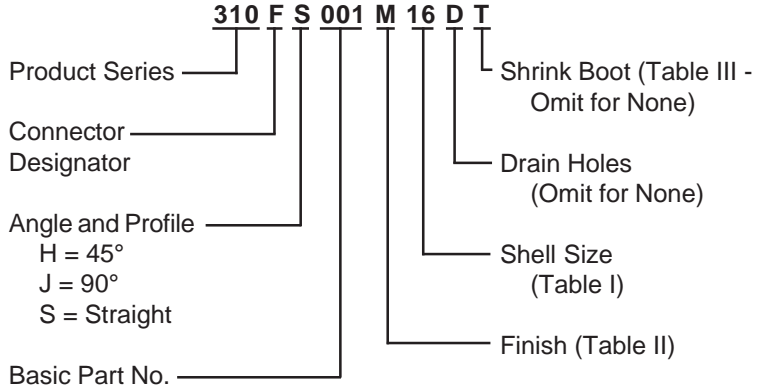 310 F S 001 M 16 D T
Product Series
Connector
Designator
Angle and Profile
H = 45°
J = 90°
S = Straight
Basic Part No.
Shrink Boot (Table III -
Omit for None)
Drain Holes
(Omit for None)
Shell Size
(Table I)
Finish (Table II)